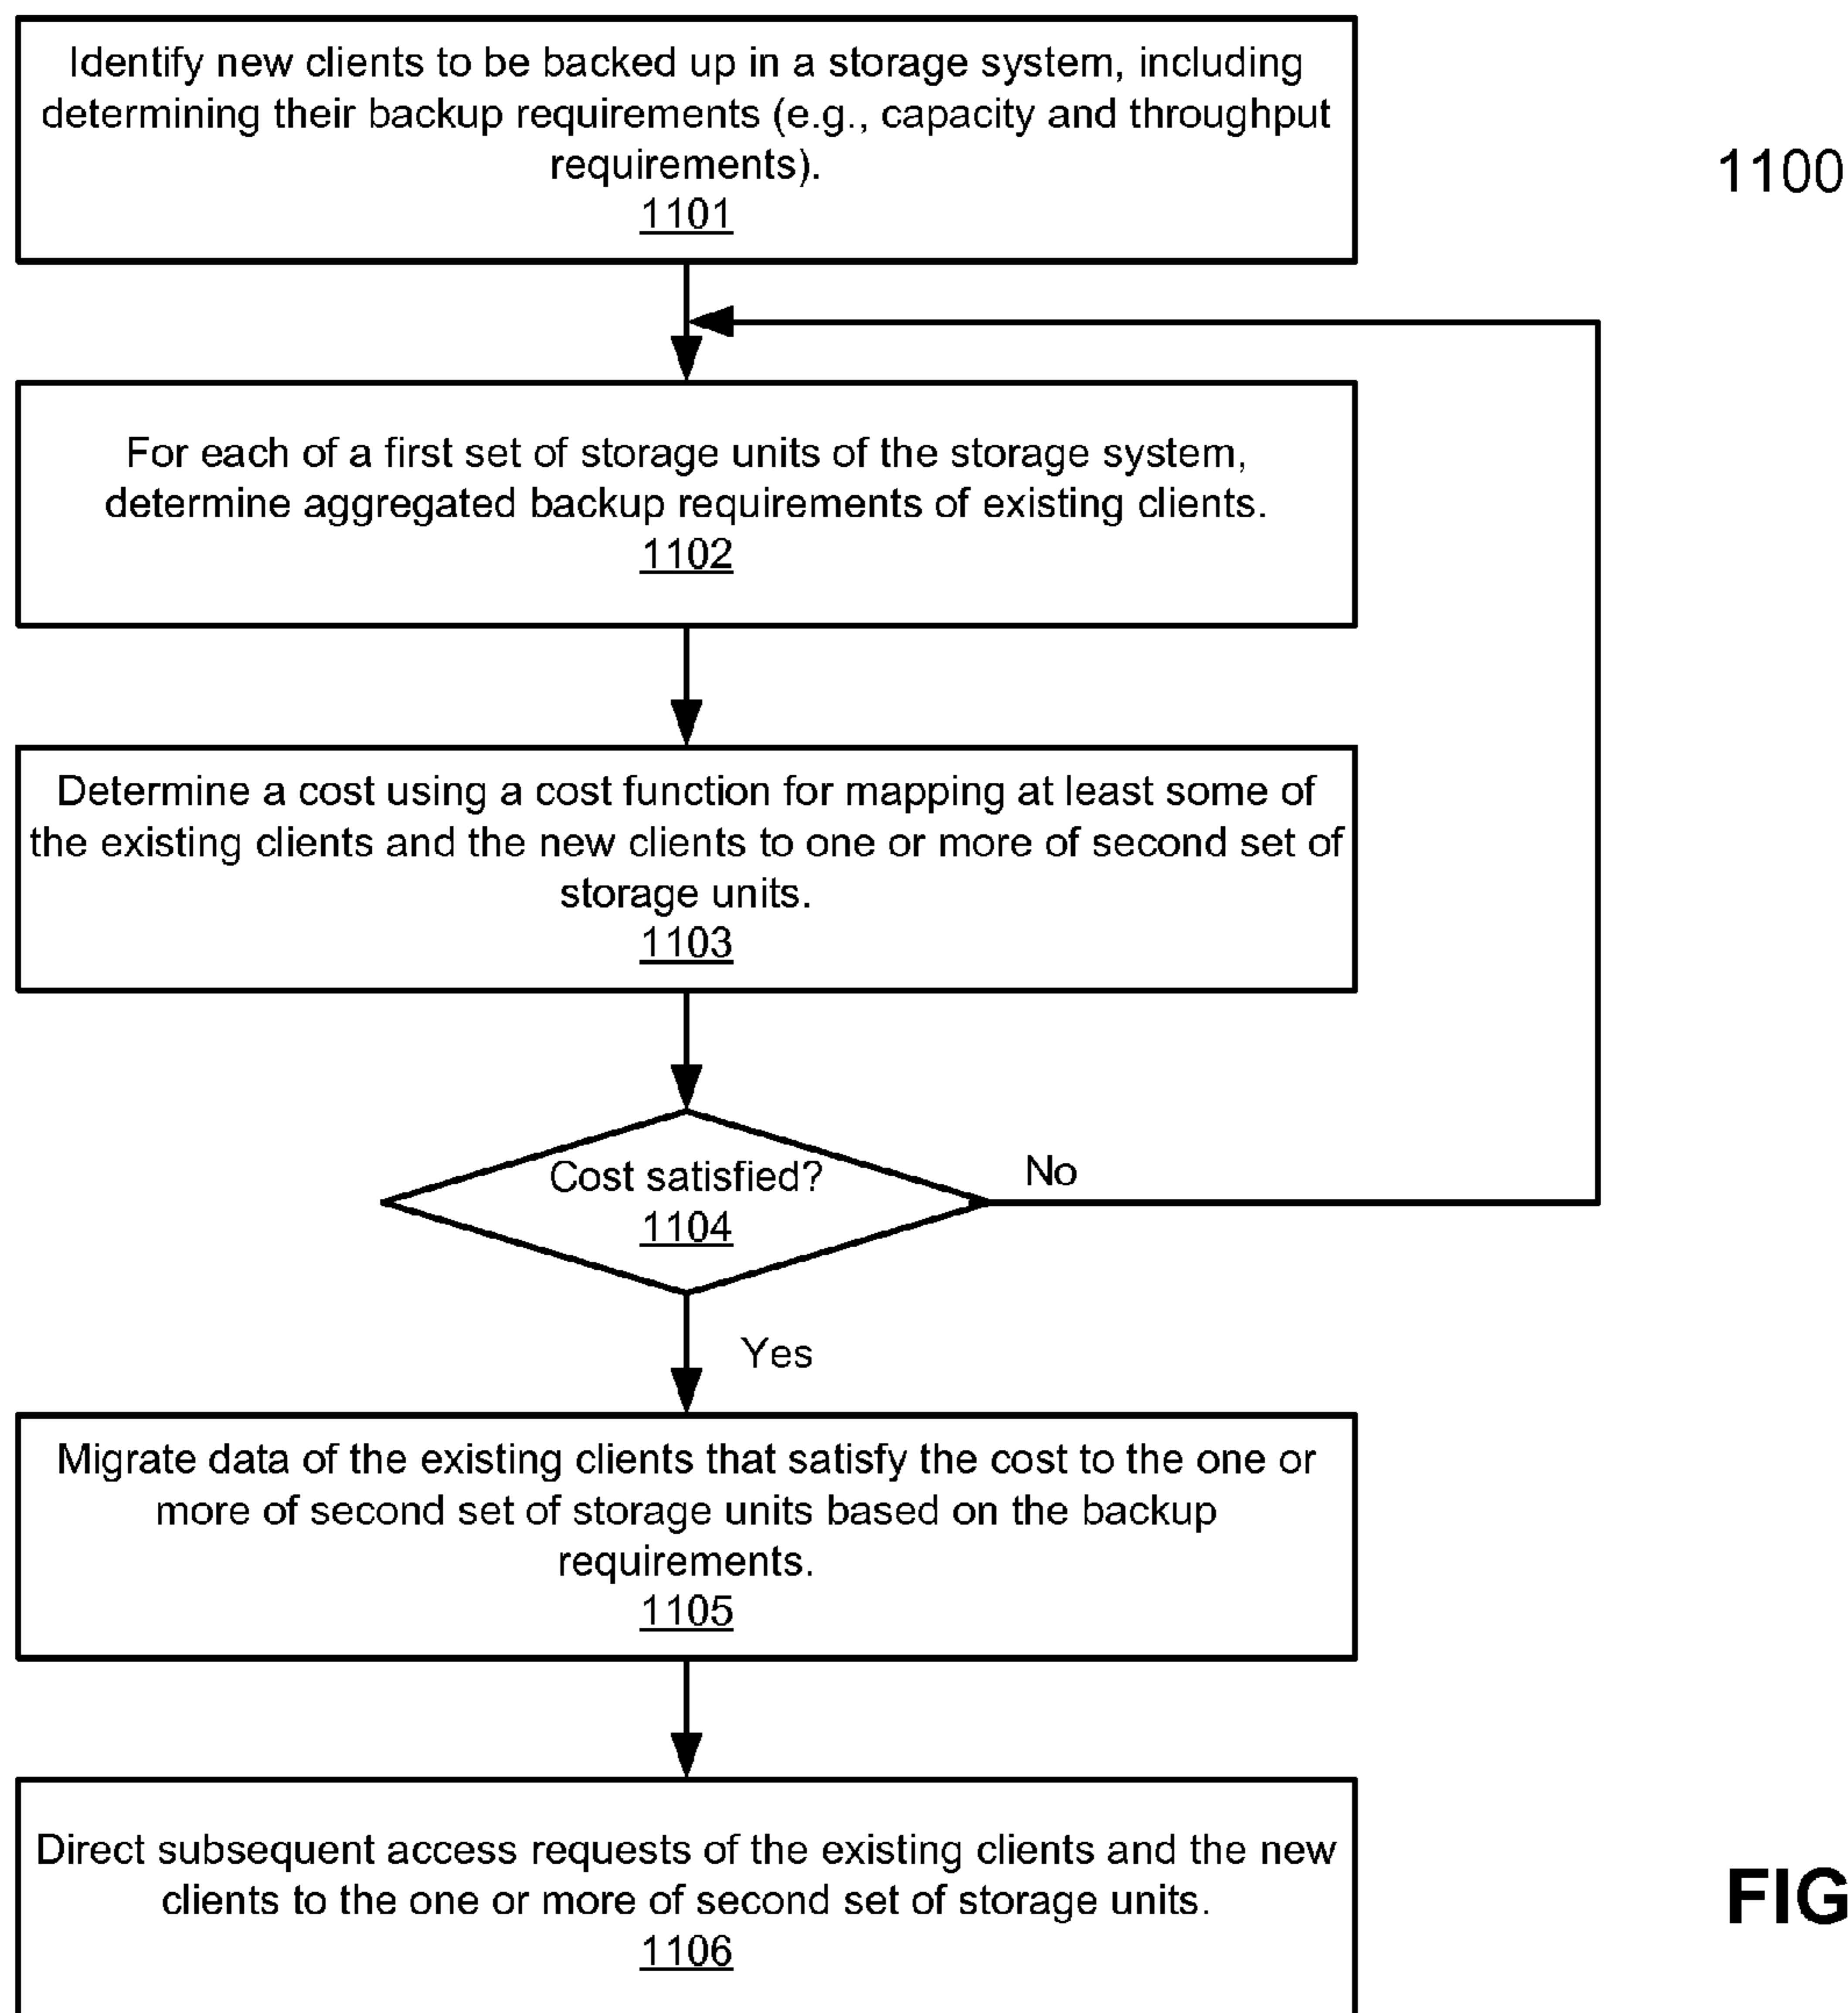 Identify new clients to be backed up in a storage system, including
determining their backup requirements (e.g., capacity and throughput
requirements).
1101
1100
For each of a first set of storage units of the storage system,
determine aggregated backup requirements of existing clients.
1102
Determine a cost using a cost function for mapping at least some of
the existing clients and the new clients to one or more of second set of
storage units.
1103
Cost satisfied?
1104
No
Yes
Migrate data of the existing clients that satisfy the cost to the one or
more of second set of storage units based on the backup
requirements.
1105
Direct subsequent access requests of the existing clients and the new
clients to the one or more of second set of storage units.
1106
FIG